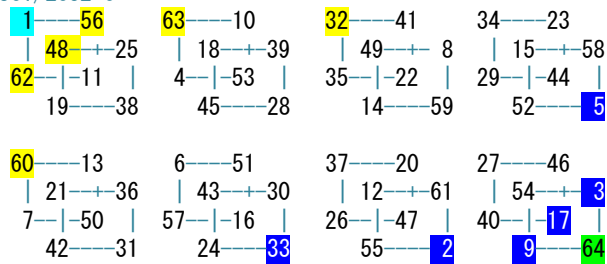 1----56 63----10 32----41 34----23
| 48-+-25 | 18--+-39 | 49--+- 8 | 15--+-58
62--|-11 | 4-|-53 | 35--|-22 | 29--|-44 |
19----38 45----28 14----59 52---- 5
60----13 6----51 37----20 27----46
| 21--+-36 | 43--+-30 | 12--+-61 | 54--+- 3
7--|-50 | 57--|-16 | 26--|-47 | 40--|-17 |
42----31 24----33 55---- 2 9----64